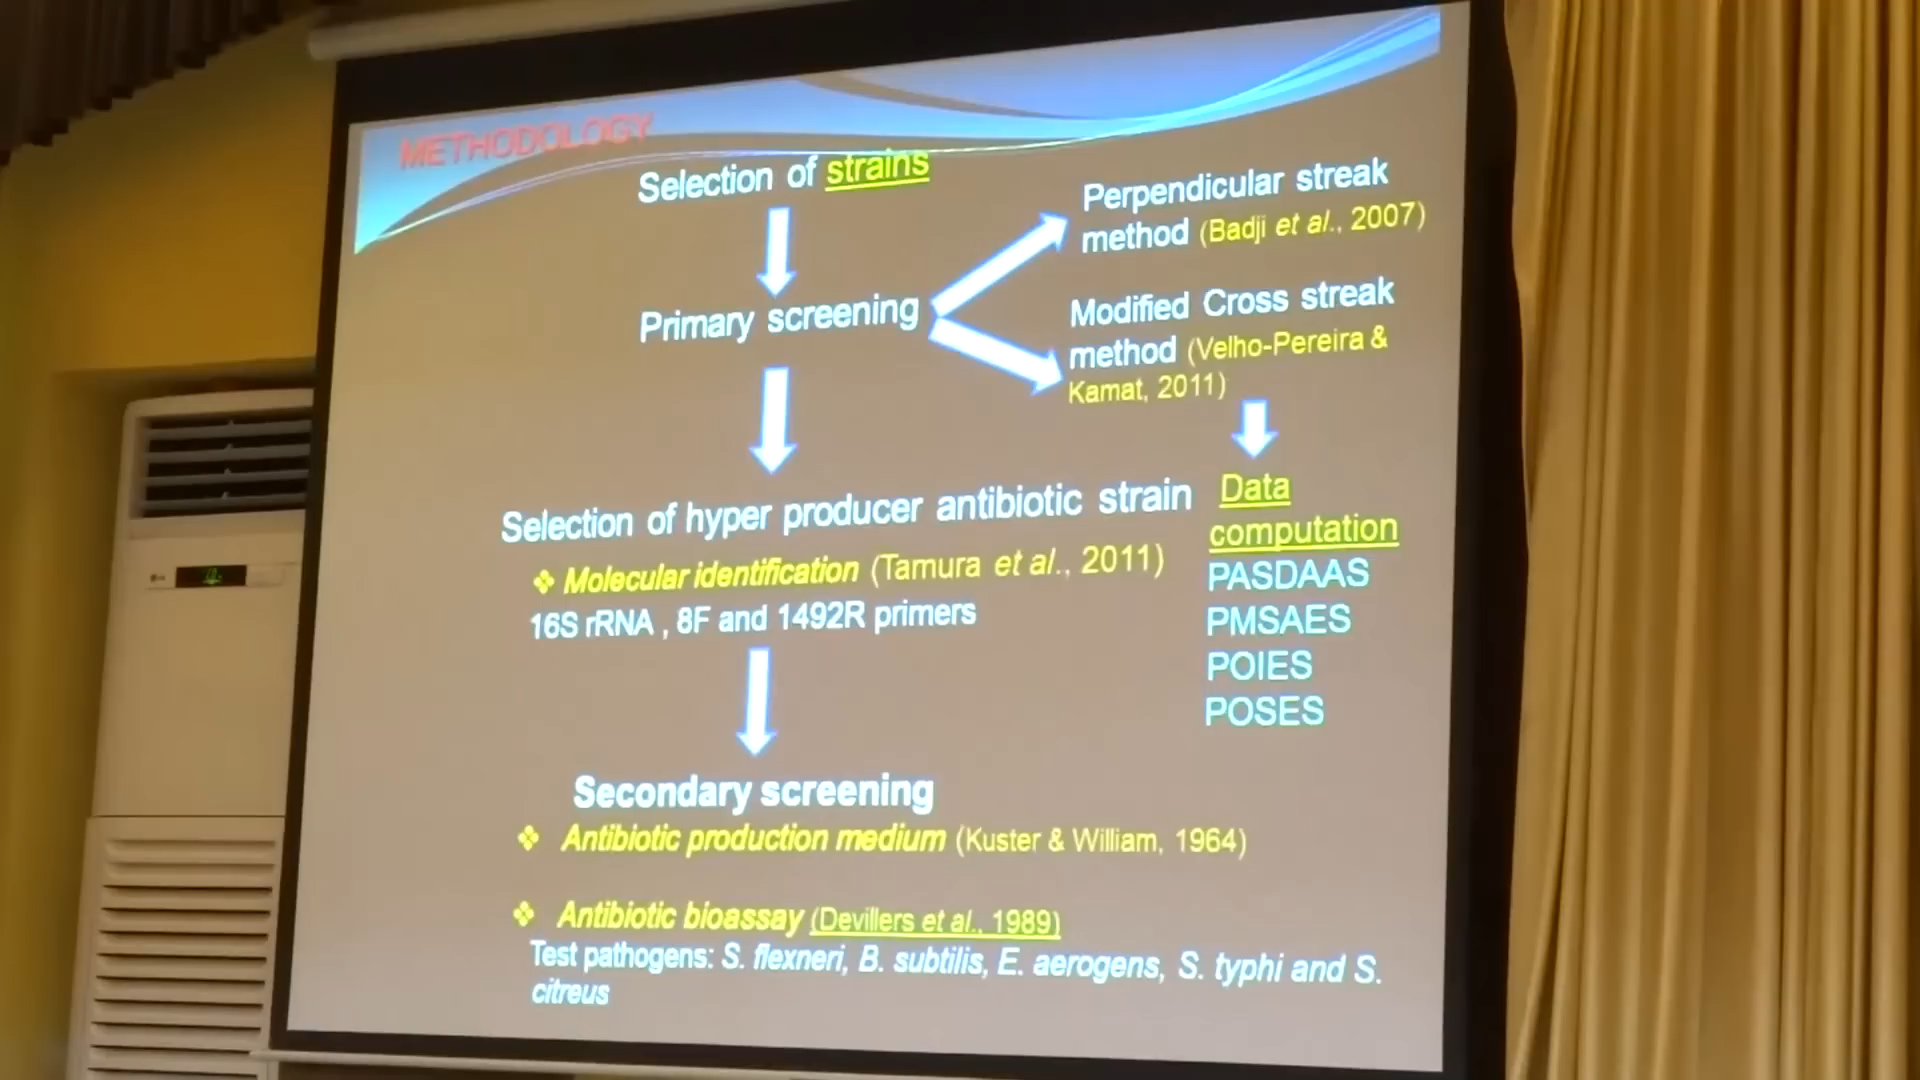 METHODOLOGY
Selection of strains
Primary screening
Perpendicular streak
method (Badji et al., 2007)
Modified Cross streak
method (Velho-Pereira &
Kamat, 2011)
Data
computation
PASDAAS
PMSAES
POIES
POSES
Selection of hyper producer antibiotic strain
❖ Molecular identification (Tamura et al., 2011)
16S rRNA , 8F and 1492R primers
Secondary screening
❖ Antibiotic production medium (Kuster & William, 1964)
❖ Antibiotic bioassay (Devillers et al., 1989)
Test pathogens: S. flexneri, B. subtilis, E. aerogens, S. typhi and S.
citreus